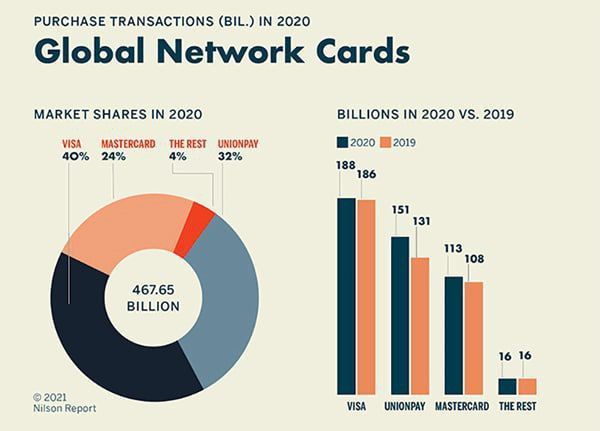 PURCHASE TRANSACTIONS (BIL.) IN 2020
Global Network Cards
MARKET SHARES IN 2020
VISA MASTERCARD THE REST UNIONPAY
40% 24% 4% 32%
467.65
BILLION
© 2021
Nilson Report
BILLIONS IN 2020 VS. 2019
2020 2019
188 186
151 131
113 108
16 16
VISA UNIONPAY MASTERCARD THE REST